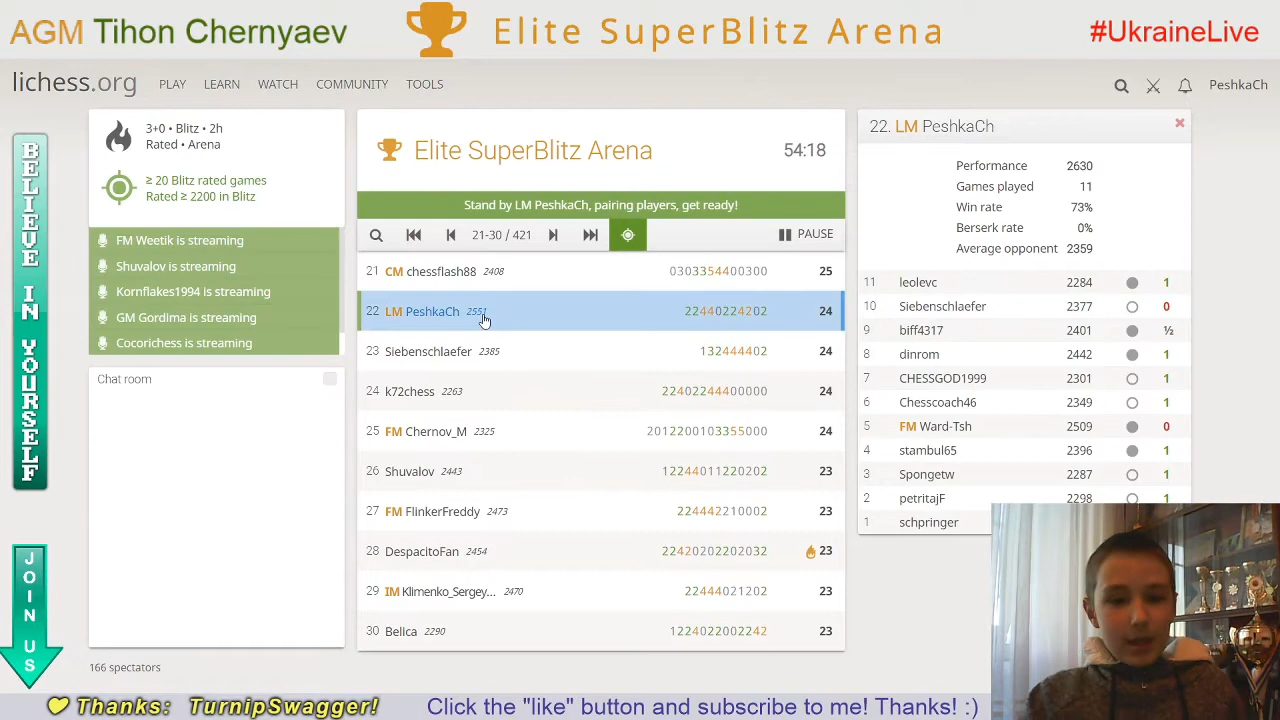 AGM Tihon Chernyaev
Elite SuperBlitz Arena
#UkraineLive
lichess.org PLAY LEARN WATCH COMMUNITY TOOLS PeshkaCh
BELIEVE IN YOURSELF
JOIN US
3+0 • Blitz • 2h
Rated • Arena
≥ 20 Blitz rated games
Rated ≥ 2200 in Blitz
FM Weetik is streaming
Shuvalov is streaming
Kornflakes1994 is streaming
GM Gordima is streaming
Cocorichess is streaming
Chat room
166 spectators
Elite SuperBlitz Arena 54:18
Stand by LM PeshkaCh, pairing players, get ready!
21-30 / 421 PAUSE
21 CM chessflash88 2408 0303354400300 25
22 LM PeshkaCh 2551 22440224202 24
23 Siebenschlaefer 2385 132444402 24
24 k72chess 2263 22402244400000 24
25 FM Chernov_M 2325 2012200103355000 24
26 Shuvalov 2443 12244011220202 23
27 FM FlinkerFreddy 2473 224442210002 23
28 DespacitoFan 2454 22420202202032 23
29 IM Klimenko_Sergey... 2470 22444021202 23
30 Belica 2290 1224022002242 23
22. LM PeshkaCh
Performance 2630
Games played 11
Win rate 73%
Berserk rate 0%
Average opponent 2359
11 leolevc 2284 1
10 Siebenschlaefer 2377 0
9 biff4317 2401 ½
8 dinrom 2442 1
7 CHESSGOD1999 2301 1
6 Chesscoach46 2349 1
5 FM Ward-Tsh 2509 0
4 stambul65 2396 1
3 Spongetw 2287 1
2 petritajF 2298 1
1 schpringer
Thanks: TurnipSwagger!
Click the "like" button and subscribe to me! Thanks! :)